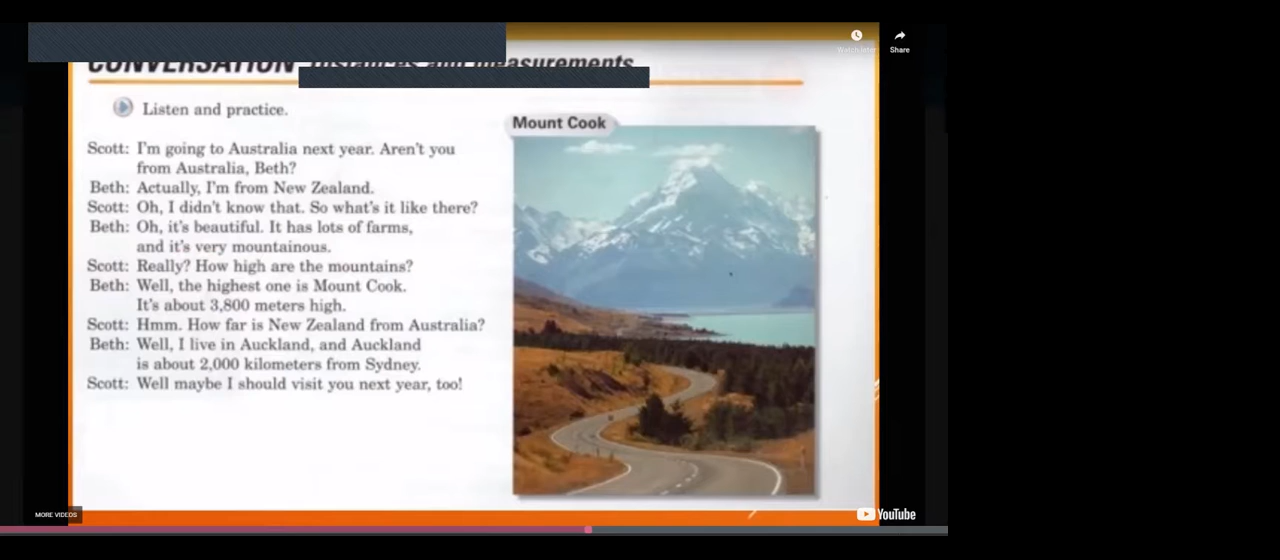 Watch later
Share
CONVERSATION Distances and measurements
Listen and practice.
Mount Cook
Scott: I'm going to Australia next year. Aren't you
from Australia, Beth?
Beth: Actually, I'm from New Zealand.
Scott: Oh, I didn't know that. So what's it like there?
Beth: Oh, it's beautiful. It has lots of farms,
and it's very mountainous.
Scott: Really? How high are the mountains?
Beth: Well, the highest one is Mount Cook.
It's about 3,800 meters high.
Scott: Hmm. How far is New Zealand from Australia?
Beth: Well, I live in Auckland, and Auckland
is about 2,000 kilometers from Sydney.
Scott: Well maybe I should visit you next year, too!
MORE VIDEOS
YouTube